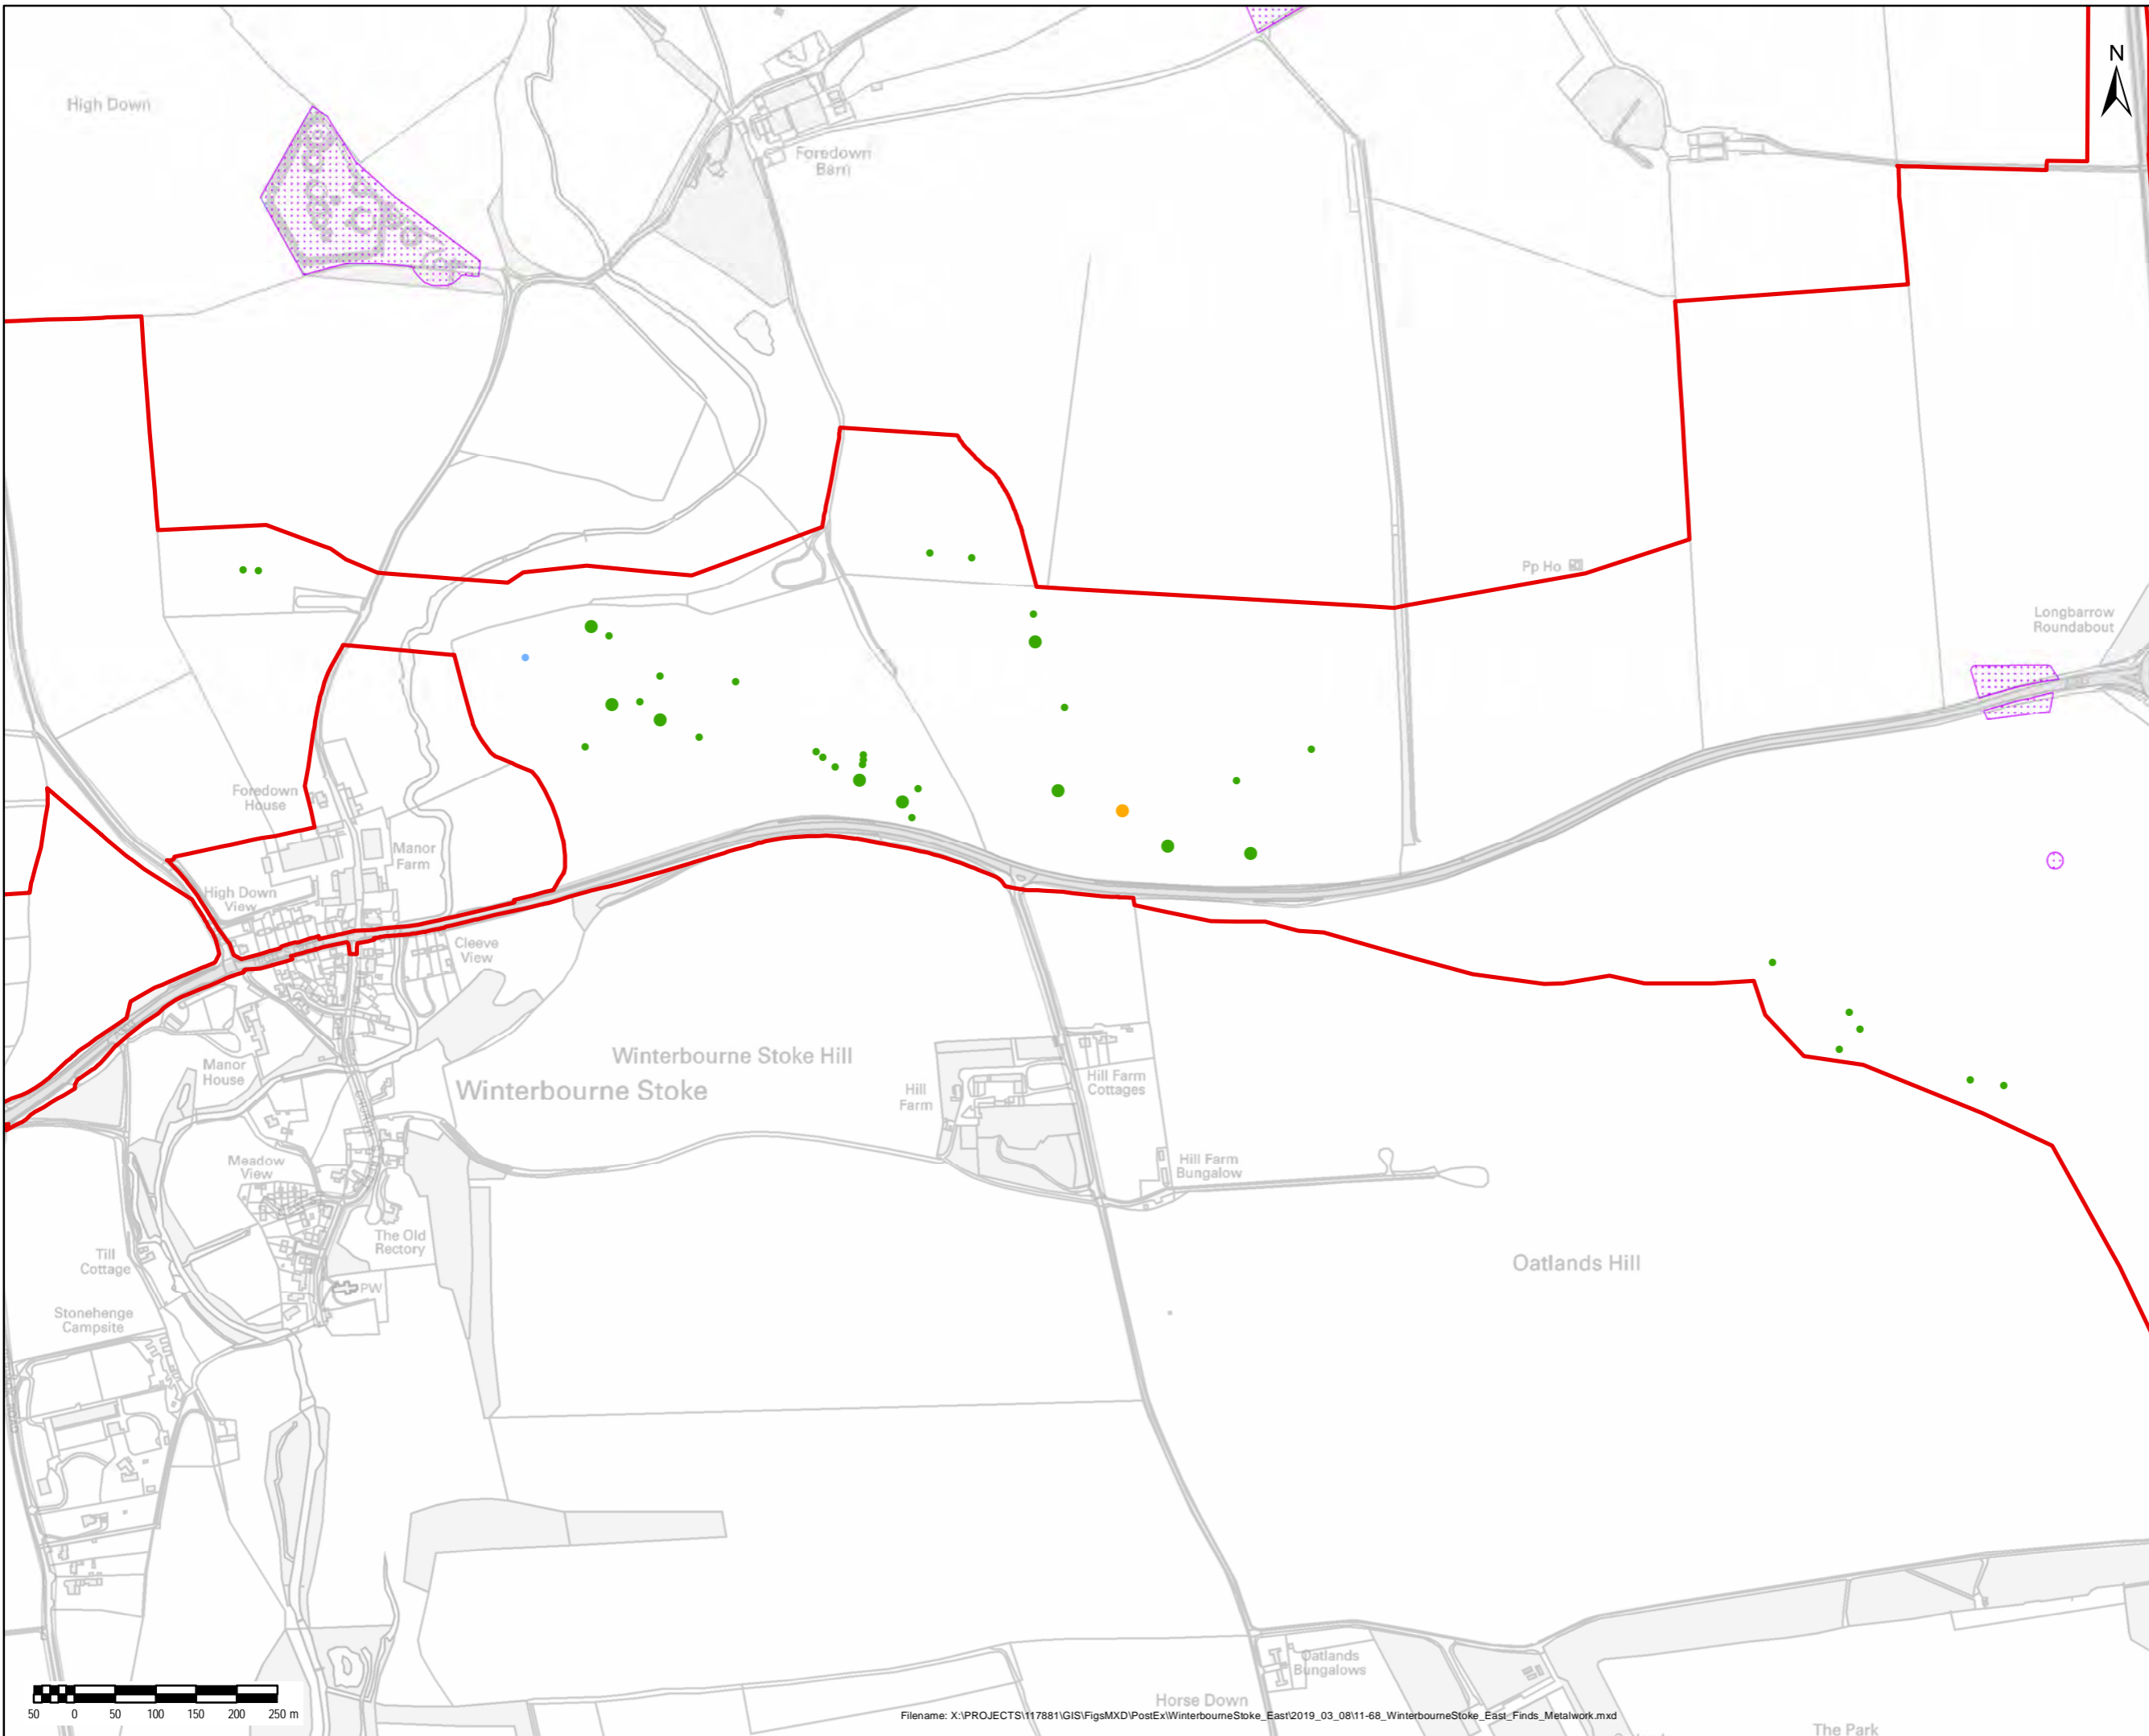 N
High Down
Foredown
Barn
Pp Ho
Longbarrow
Roundabout
Foredown
House
Manor
Farm
High Down
View
Cleeve
View
Manor
House
Winterbourne Stoke Hill
Winterbourne Stoke
Hill
Farm
Hill Farm
Cottages
Meadow
View
Hill Farm
Bungalow
The Old
Rectory
Till
Cottage
Oatlands Hill
PW
Stonehenge
Campsite
Oatlands
Bungalows
Horse Down
The Park
50 0 50 100 150 200 250 m
Filename: X:\PROJECTS\117881\GIS\FigsMXD\PostEx\WinterbourneStoke_East\2019_03_08\11-68_WinterbourneStoke_East_Finds_Metalwork.mxd